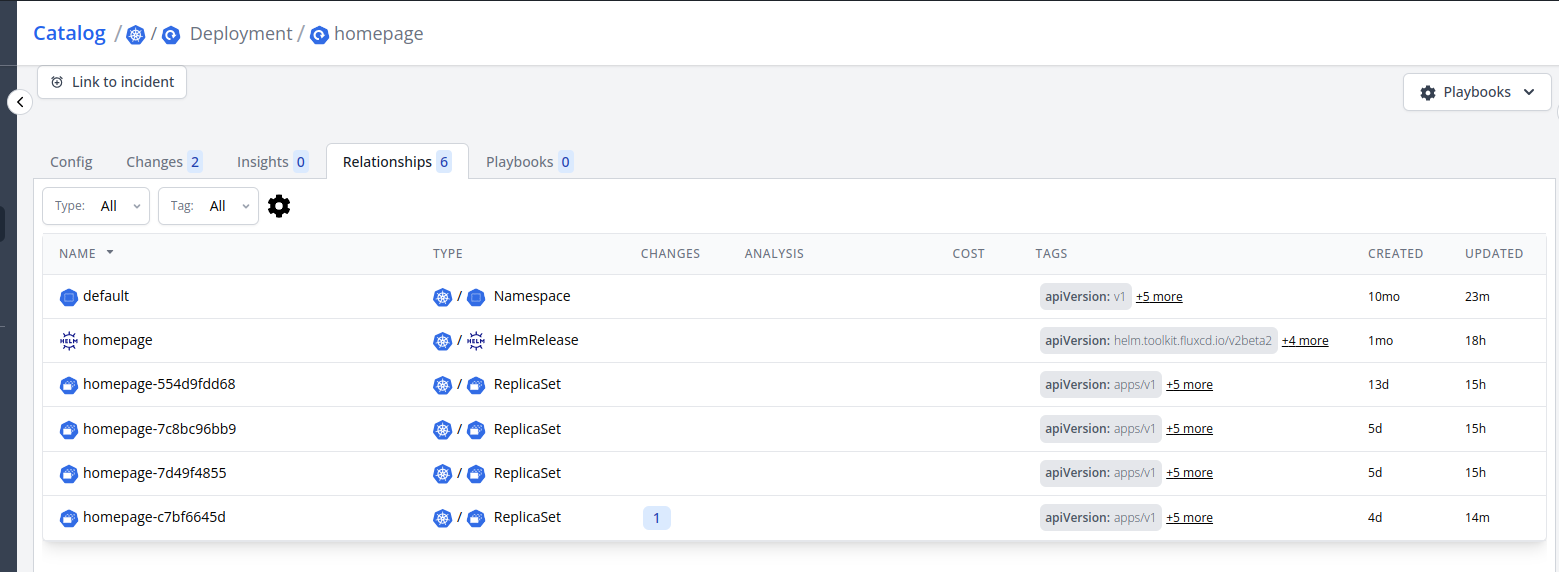 Catalog / / Deployment / homepage
Link to incident
Playbooks
Config Changes 2 Insights 0 Relationships 6 Playbooks 0
Type: All Tag: All
NAME TYPE CHANGES ANALYSIS COST TAGS CREATED UPDATED
default / Namespace apiVersion: v1 +5 more 10mo 23m
HELM homepage / HELM HelmRelease apiVersion: helm.toolkit.fluxcd.io/v2beta2 +4 more 1mo 18h
homepage-554d9fdd68 / ReplicaSet apiVersion: apps/v1 +5 more 13d 15h
homepage-7c8bc96bb9 / ReplicaSet apiVersion: apps/v1 +5 more 5d 15h
homepage-7d49f4855 / ReplicaSet apiVersion: apps/v1 +5 more 5d 15h
homepage-c7bf6645d / ReplicaSet 1 apiVersion: apps/v1 +5 more 4d 14m